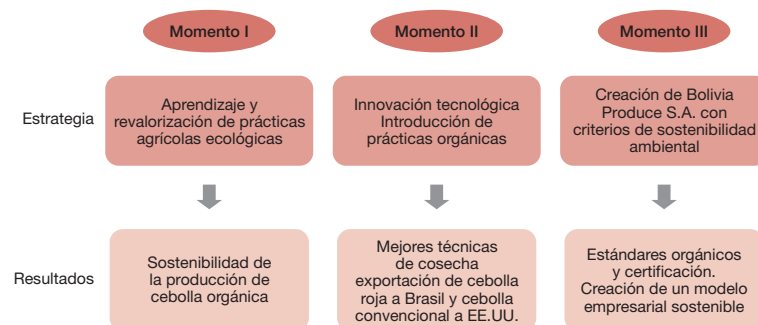 Momento I
Momento II
Momento III
Estrategia
Aprendizaje y
revalorización de prácticas
agrícolas ecológicas
Innovación tecnológica
Introducción de
prácticas orgánicas
Creación de Bolivia
Produce S.A. con
criterios de sostenibilidad
ambiental
Resultados
Sostenibilidad de
la producción de
cebolla orgánica
Mejores técnicas
de cosecha
exportación de cebolla
roja a Brasil y cebolla
convencional a EE.UU.
Estándares orgánicos
y certificación.
Creación de un modelo
empresarial sostenible